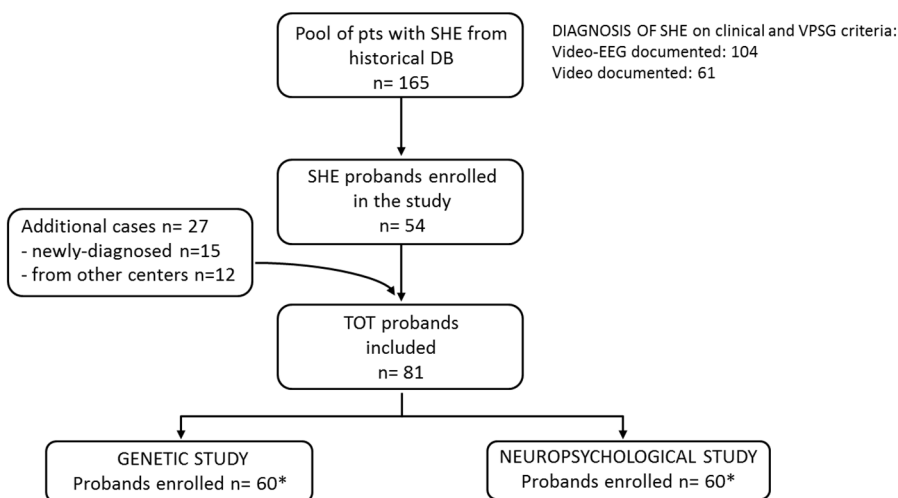 Pool of pts with SHE from
historical DB
n= 165
DIAGNOSIS OF SHE on clinical and VPSG criteria:
Video-EEG documented: 104
Video documented: 61
SHE probands enrolled
in the study
n= 54
Additional cases n= 27
- newly-diagnosed n=15
- from other centers n=12
TOT probands
included
n= 81
GENETIC STUDY
Probands enrolled n= 60*
NEUROPSYCHOLOGICAL STUDY
Probands enrolled n= 60*